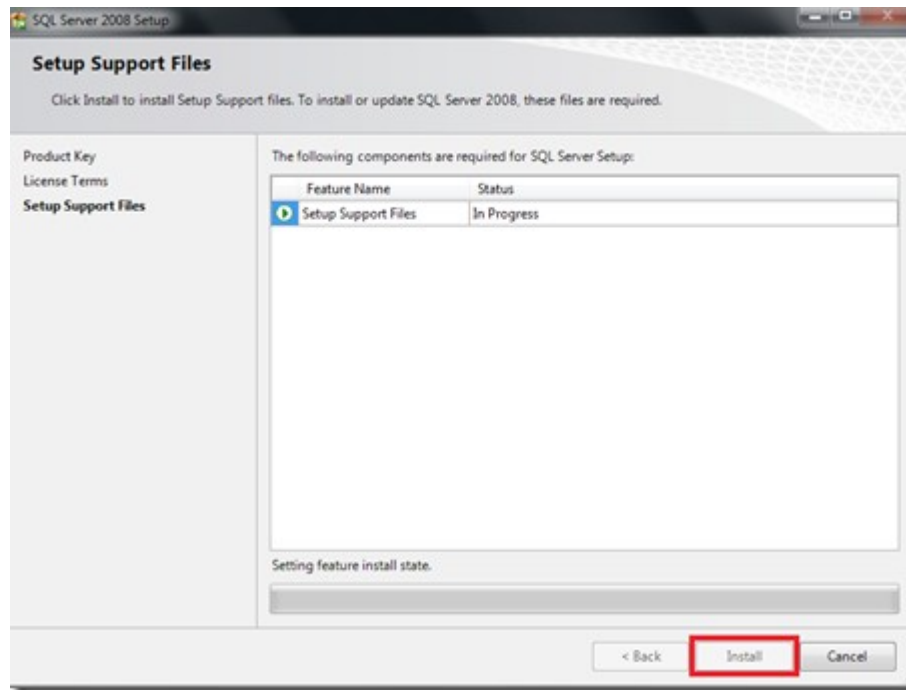 SQL Server 2008 Setup
Setup Support Files
Click Install to install Setup Support files. To install or update SQL Server 2008, these files are required.
Product Key
License Terms
Setup Support Files
The following components are required for SQL Server Setup:
Feature Name Status
Setup Support Files In Progress
Setting feature install state.
< Back Install Cancel